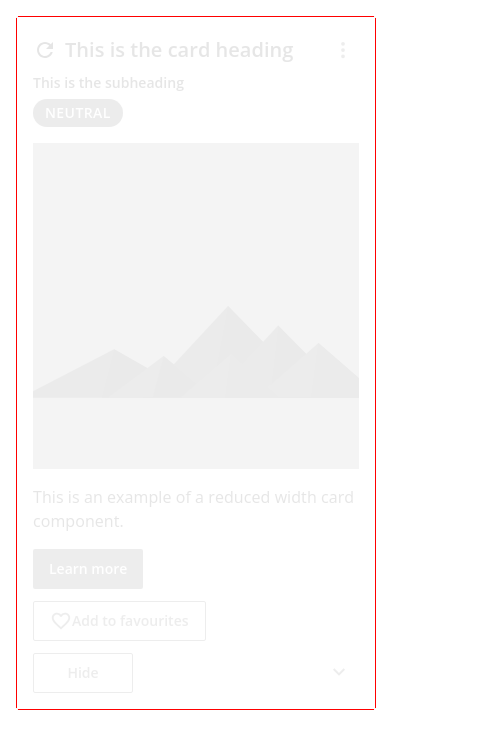 This is the card heading
This is the subheading
NEUTRAL
This is an example of a reduced width card
component.
Learn more
Add to favourites
Hide